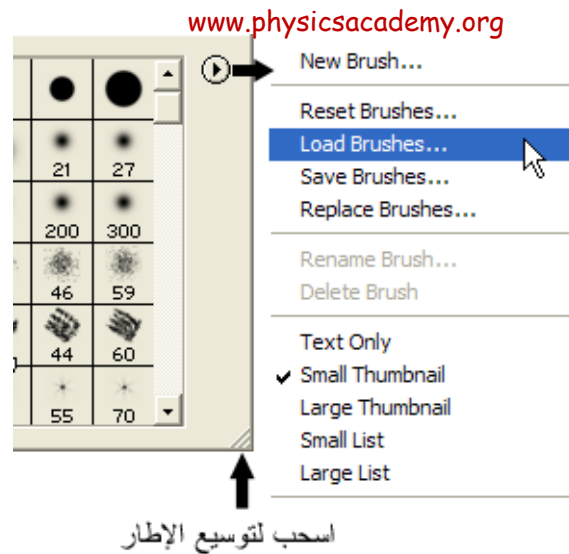 www.physicsacademy.org
New Brush...
Reset Brushes...
Load Brushes...
Save Brushes...
Replace Brushes...
Rename Brush...
Delete Brush
Text Only
Small Thumbnail
Large Thumbnail
Small List
Large List
21 27
200 300
46 59
44 60
55 70
اسحب لتوسيع الإطار